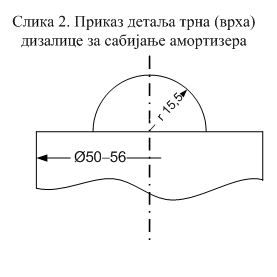 Слика 2. Приказ детаља трна (врха)
дизалице за сабијање амортизера
r 15,5
Ø50–56